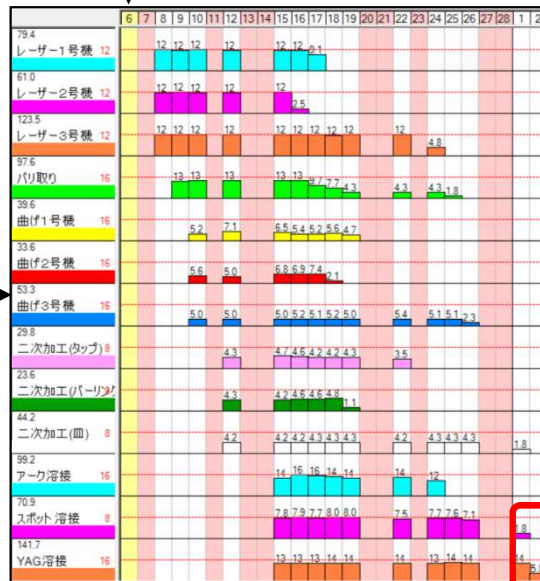 6 7 8 9 10 11 12 13 14 15 16 17 18 19 20 21 22 23 24 25 26 27 28 1 2
79.4
レーザー1号機 12
12 12 12 12 12 12 9.1
61.0
レーザー2号機 12
12 12 12 12 12 2.5
123.5
レーザー3号機 12
12 12 12 12 12 12 12 12 12 12 4.8
97.6
バリ取り 16
13 13 13 13 13 9.7 7.7 4.3 4.3 4.3 1.8
39.6
曲げ1号機 16
5.2 7.1 6.5 5.4 5.2 5.6 4.7
33.6
曲げ2号機 16
5.6 5.0 6.8 6.9 7.4 2.1
53.3
曲げ3号機 16
5.0 5.0 5.0 5.2 5.1 5.2 5.0 5.4 5.1 5.1 2.3
29.8
二次加工(タップ) 8
4.3 4.7 4.6 4.2 4.2 4.3 3.5
23.6
二次加工(バーリング
4.3 4.2 4.6 4.6 4.8 1.1
44.2
二次加工(皿) 8
4.2 4.2 4.2 4.3 4.3 4.3 4.2 4.3 4.3 4.3 1.8
99.2
アーク溶接 16
14 16 16 14 14 14 12
70.9
スポット溶接 8
7.8 7.9 7.7 8.0 8.0 7.5 7.7 7.6 7.1 1.8
141.7
YAG溶接 16
13 13 13 14 14 14 13 14 14 14